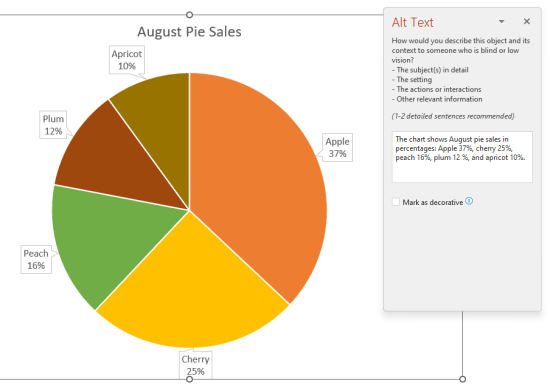 August Pie Sales
Apricot
10%
Plum
12%
Apple
37%
Peach
16%
Cherry
25%
Alt Text
How would you describe this object and its
context to someone who is blind or low
vision?
- The subject(s) in detail
- The setting
- The actions or interactions
- Other relevant information
(1-2 detailed sentences recommended)
The chart shows August pie sales in
percentages: Apple 37%, cherry 25%,
peach 16%, plum 12 %, and apricot 10%.
Mark as decorative